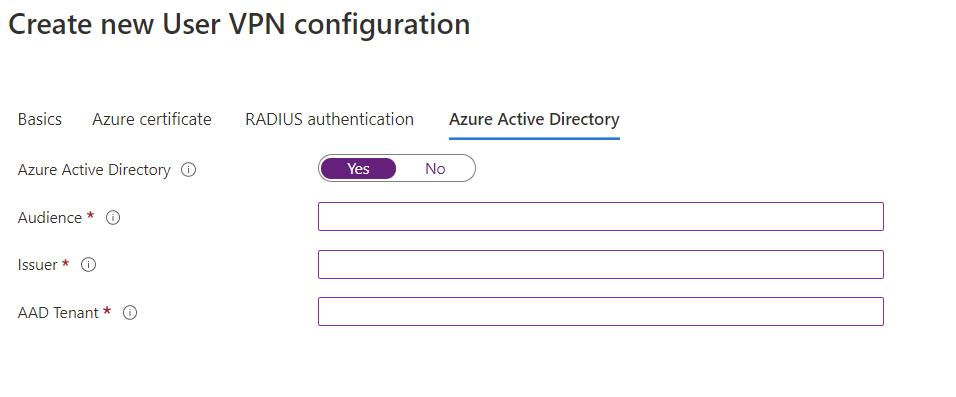 Create new User VPN configuration
Basics Azure certificate RADIUS authentication Azure Active Directory
Azure Active Directory Yes No
Audience *
Issuer *
AAD Tenant *